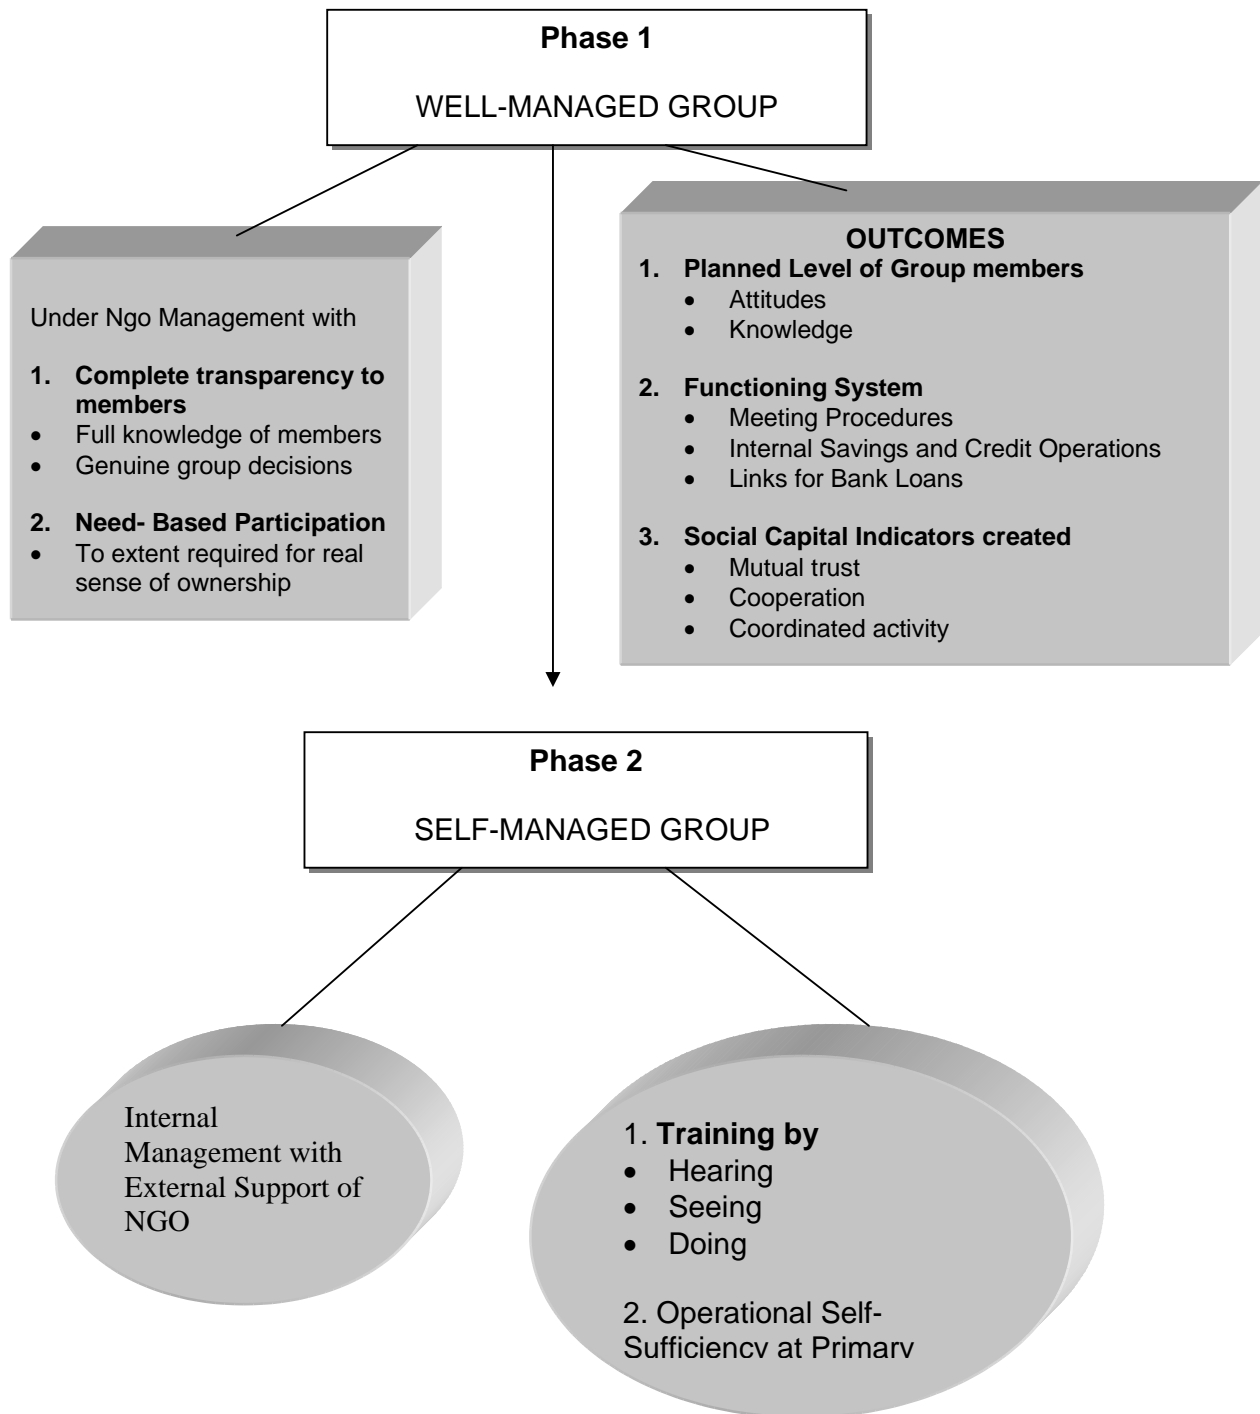 Phase 1
WELL-MANAGED GROUP
Under Ngo Management with
1. Complete transparency to
members
• Full knowledge of members
• Genuine group decisions
2. Need- Based Participation
• To extent required for real
sense of ownership
OUTCOMES
1. Planned Level of Group members
• Attitudes
• Knowledge
2. Functioning System
• Meeting Procedures
• Internal Savings and Credit Operations
• Links for Bank Loans
3. Social Capital Indicators created
• Mutual trust
• Cooperation
• Coordinated activity
Phase 2
SELF-MANAGED GROUP
Internal
Management with
External Support of
NGO
1. Training by
• Hearing
• Seeing
• Doing
2. Operational Self-
Sufficiency at Primary